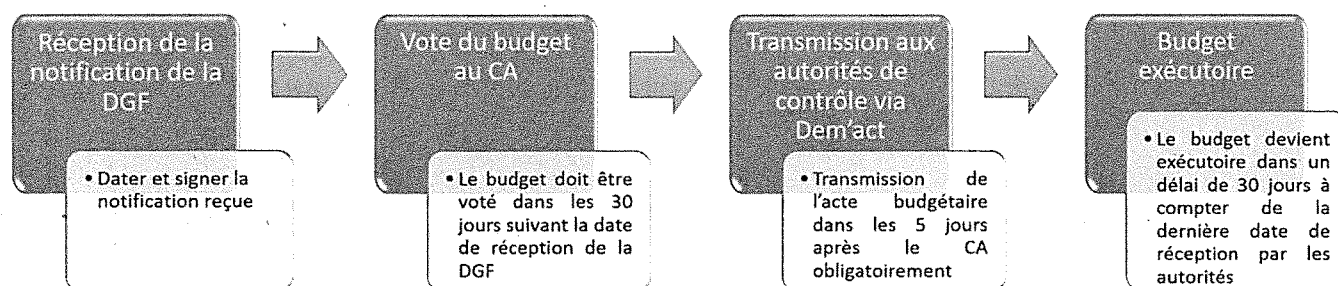 Réception de la
notification de la
DGF
• Dater et signer la
notification reçue
Vote du budget
au CA
• Le budget doit être
voté dans les 30
jours suivant la date
de réception de la
DGF
Transmission aux
autorités de
contrôle via
Dem'act
• Transmission de
l'acte budgétaire
dans les 5 jours
après le CA
obligatoirement
Budget
exécutoire
• Le budget devient
exécutoire dans un
délai de 30 jours à
compter de la
dernière date de
réception par les
autorités